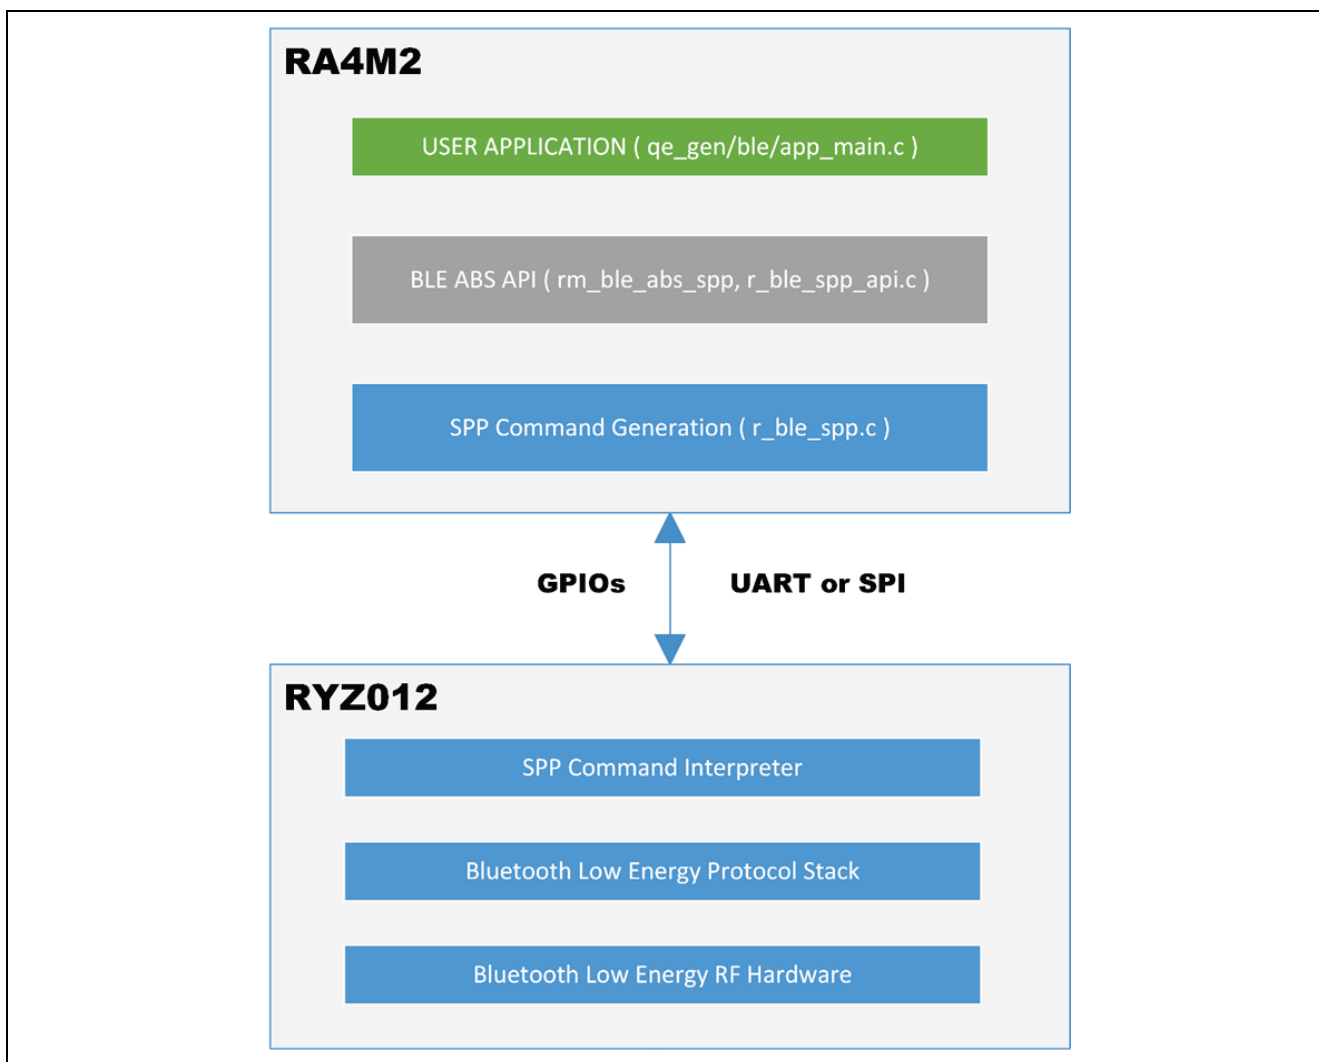 RA4M2
USER APPLICATION ( qe_gen/ble/app_main.c )
BLE ABS API ( rm_ble_abs_spp, r_ble_spp_api.c )
SPP Command Generation ( r_ble_spp.c )
GPIOs
UART or SPI
RYZ012
SPP Command Interpreter
Bluetooth Low Energy Protocol Stack
Bluetooth Low Energy RF Hardware